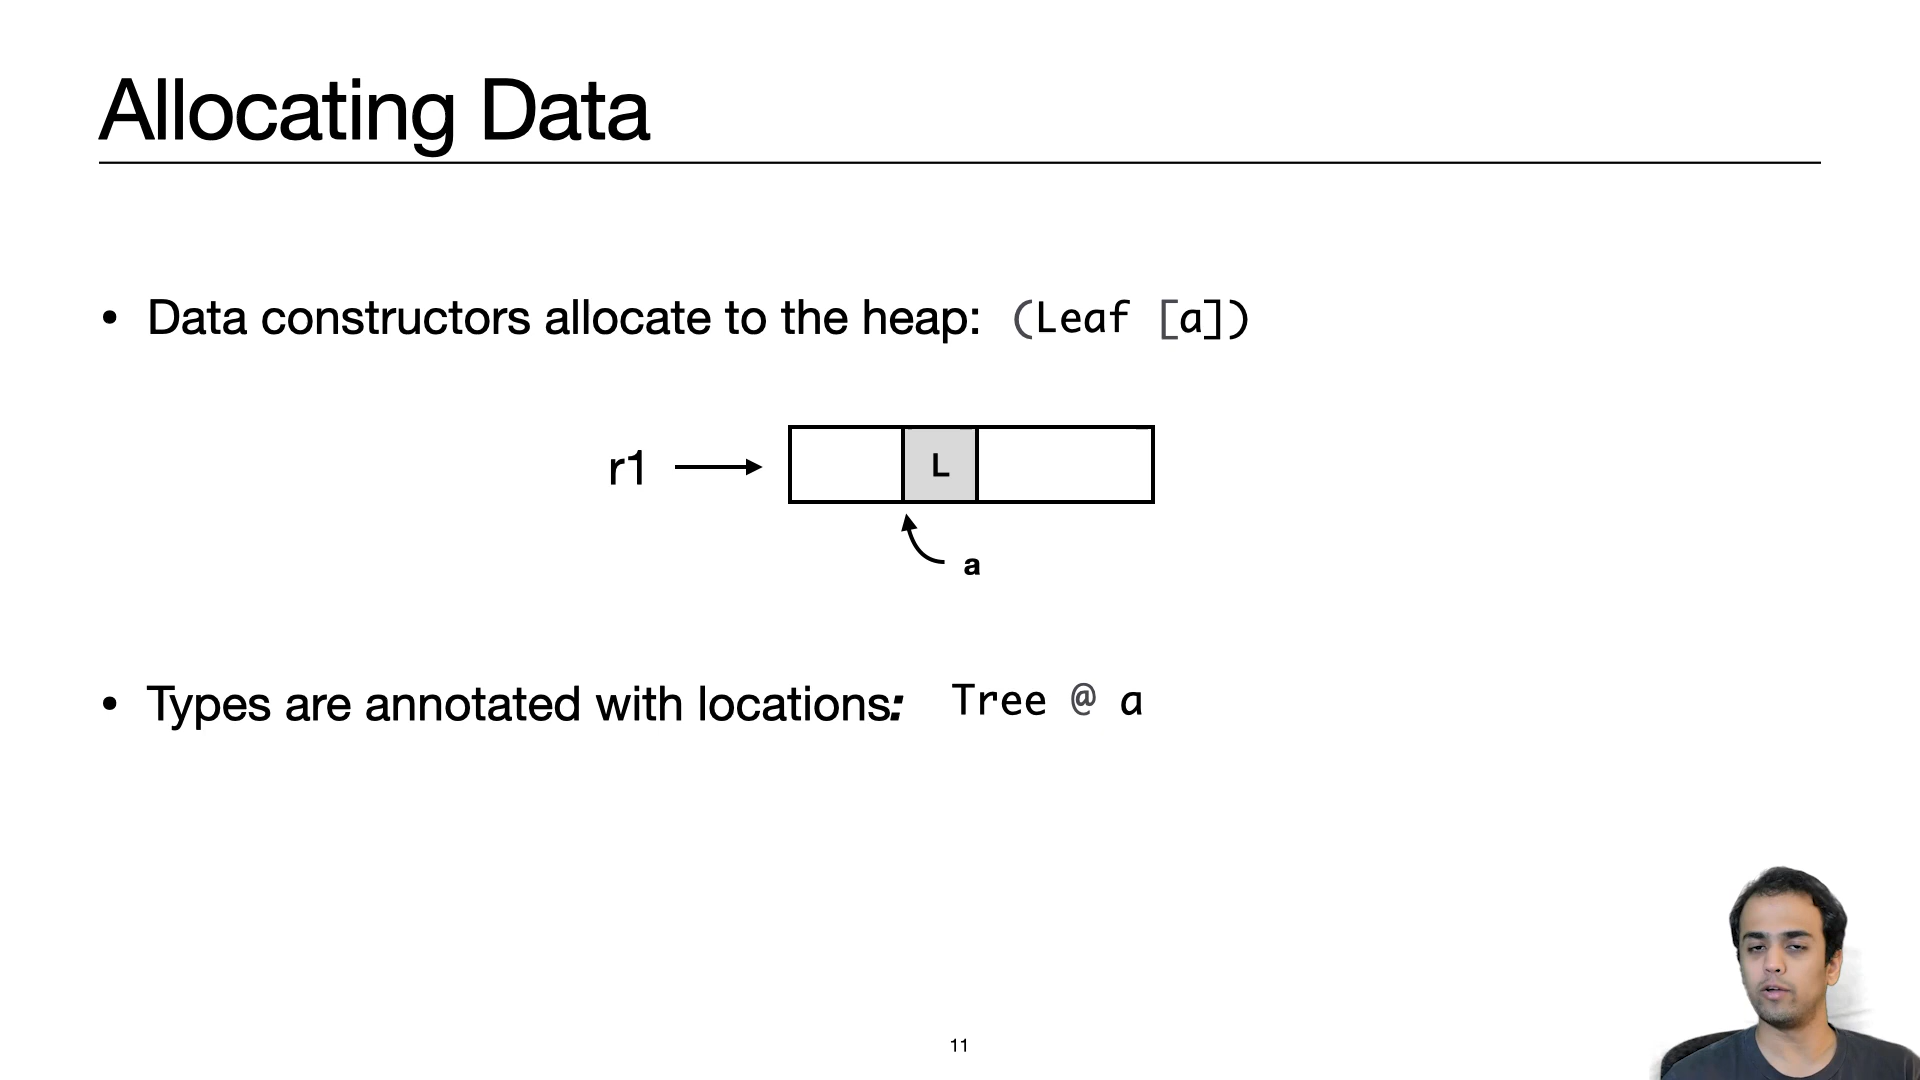 Allocating Data
• Data constructors allocate to the heap: (Leaf [a])
r1
L
a
• Types are annotated with locations: Tree @ a
11